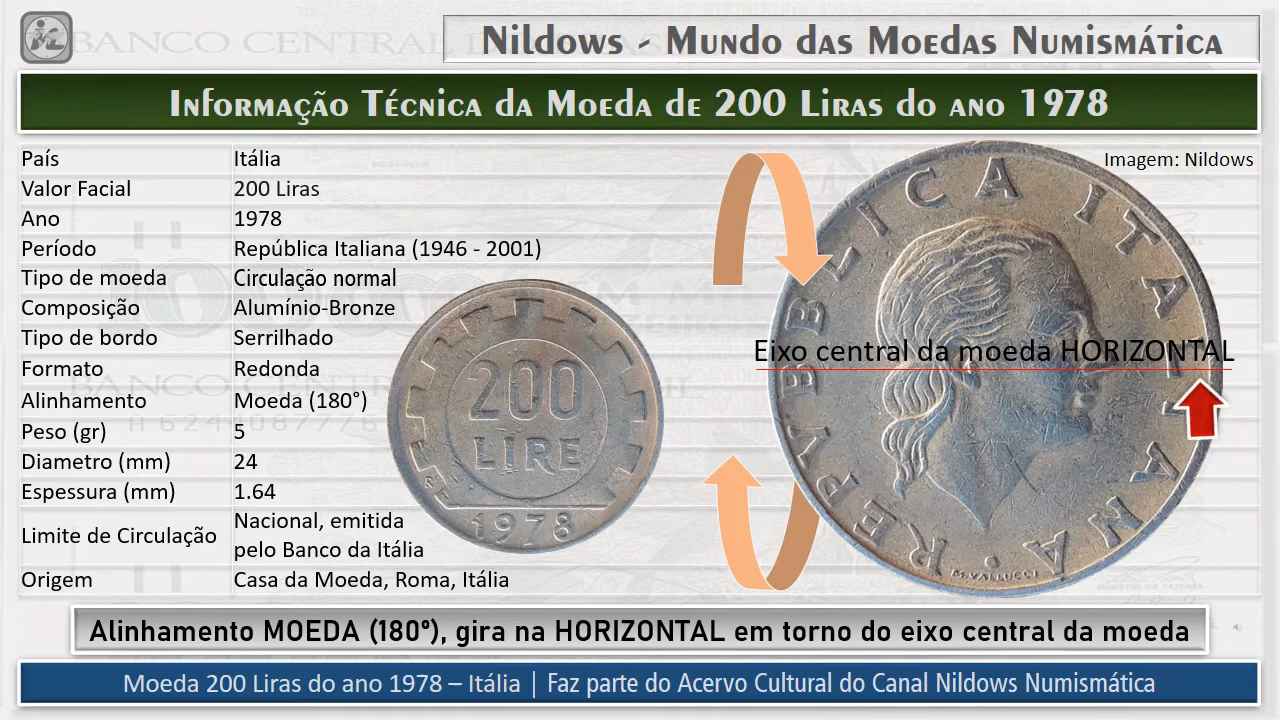 BANCO CENTRAL D
Nildows - Mundo das Moedas Numismática
Informação Técnica da Moeda de 200 Liras do ano 1978
País Itália
Imagem: Nildows
Valor Facial 200 Liras
Ano 1978
Período República Italiana (1946 - 2001)
Tipo de moeda Circulação normal
Composição Alumínio-Bronze
Tipo de bordo Serrilhado
Formato Redonda
Alinhamento Moeda (180°)
Peso (gr) 5
Diametro (mm) 24
Espessura (mm) 1.64
Limite de Circulação Nacional, emitida
pelo Banco da Itália
Origem Casa da Moeda, Roma, Itália
200
LIRE
1978
R
REPVBBLICA ITALIANA
Eixo central da moeda HORIZONTAL
M.VALLUCCI
Alinhamento MOEDA (180°), gira na HORIZONTAL em torno do eixo central da moeda
Moeda 200 Liras do ano 1978 – Itália | Faz parte do Acervo Cultural do Canal Nildows Numismática